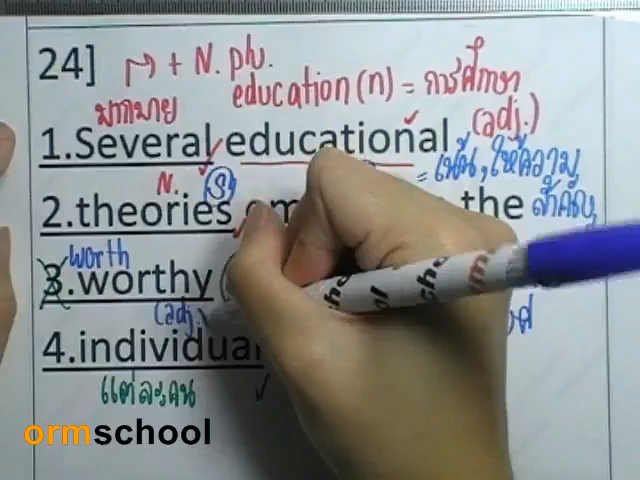 24] + N. plu.
education (n) = การศึกษา
มากมาย (adj.)
1.Several educational
= เน้น, ให้ความ
N. (S)
2.theories the สำคัญ
worth
3.worthy
(adj.)
4.individual
แต่ละคน ✓
ormschool